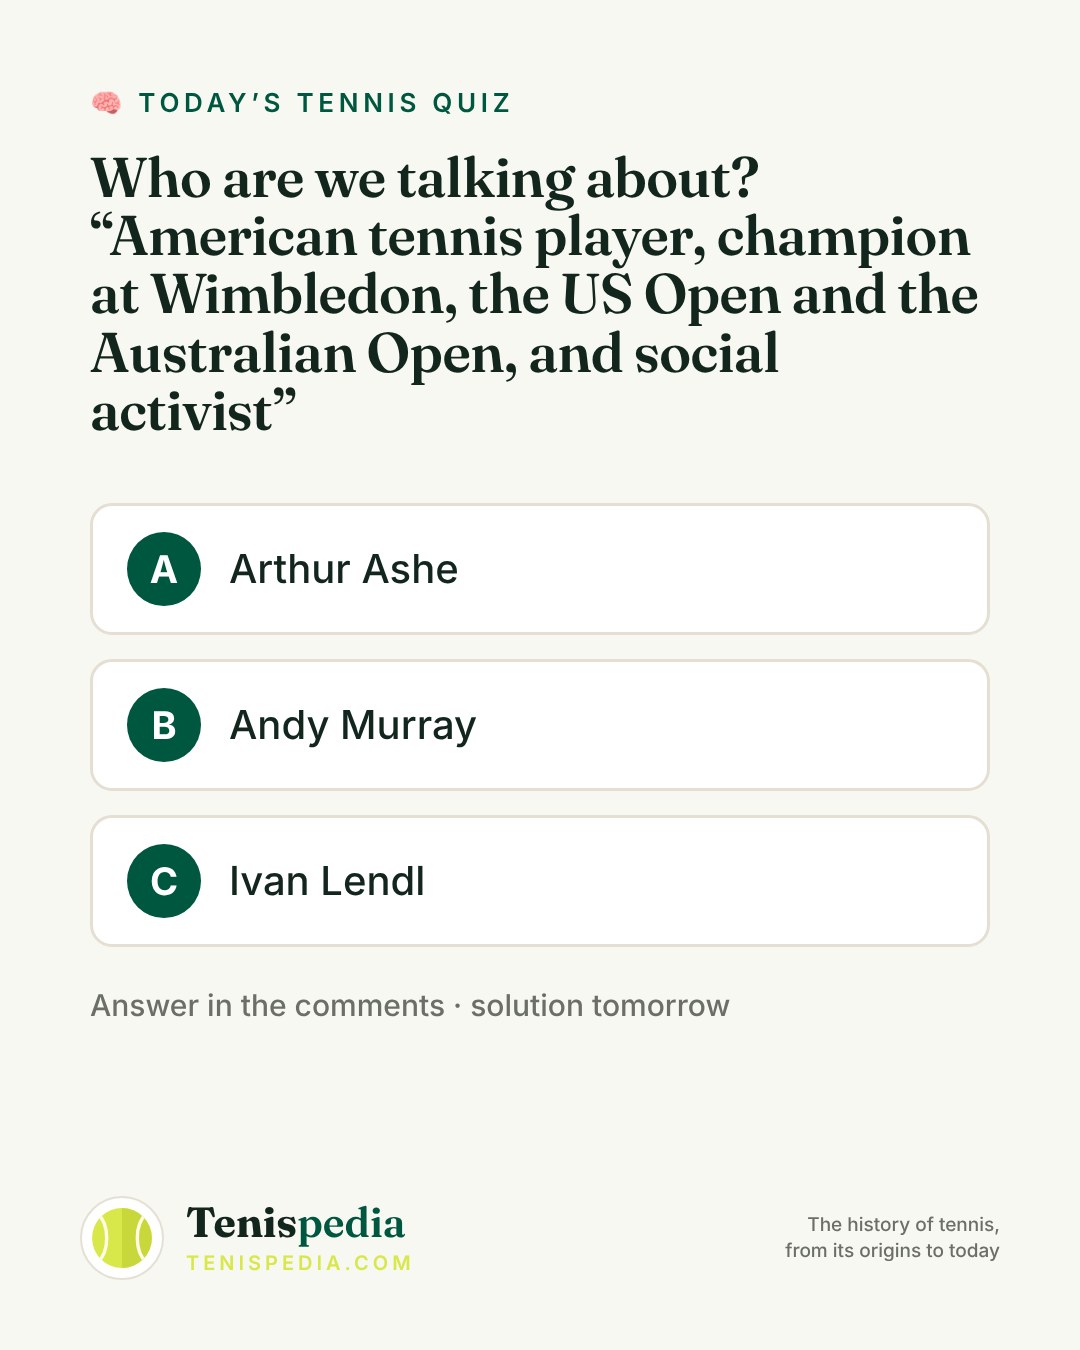 🧠 TODAY’S TENNIS QUIZ
Who are we talking about?
“American tennis player, champion
at Wimbledon, the US Open and the
Australian Open, and social
activist”
A Arthur Ashe
B Andy Murray
C Ivan Lendl
Answer in the comments · solution tomorrow
Tenispedia
TENISPEDIA.COM
The history of tennis,
from its origins to today